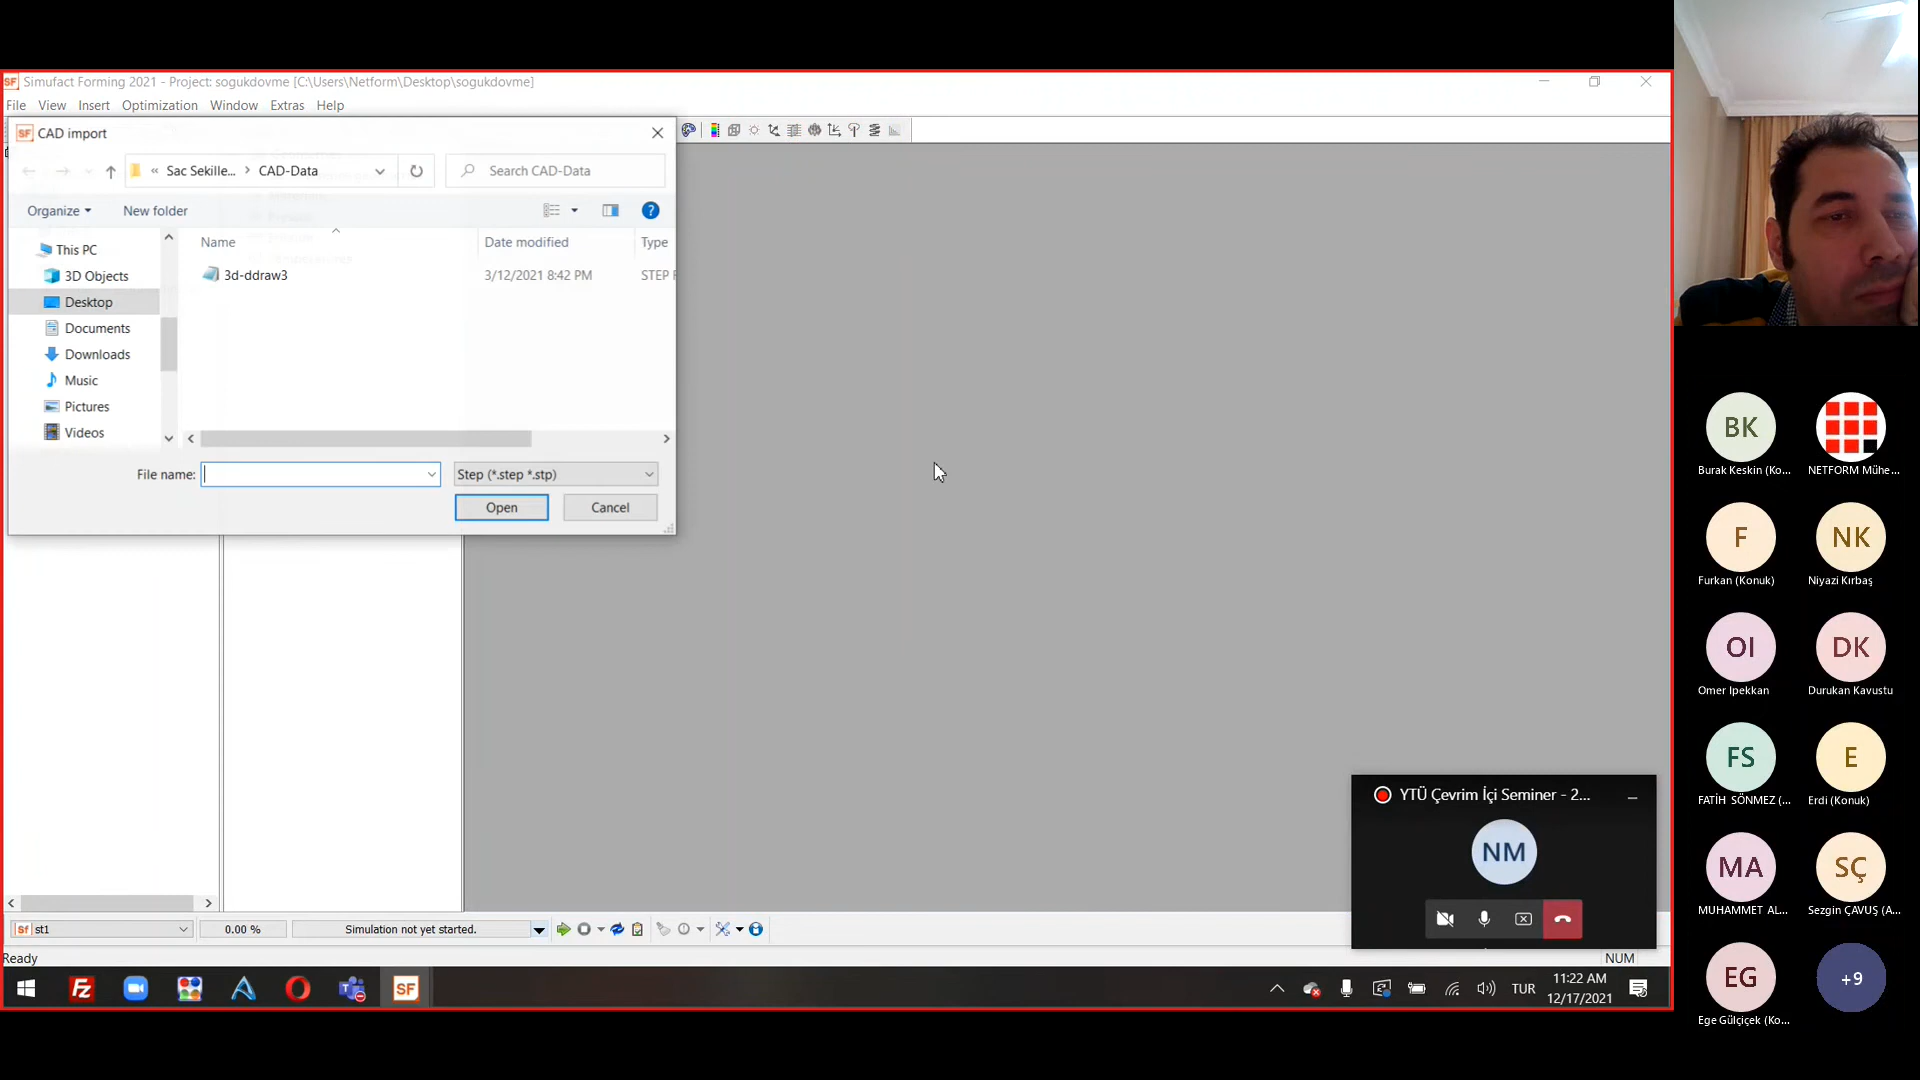 Simufact Forming 2021 - Project: sogukdovme [C:\Users\Netform\Desktop\sogukdovme]
File View Insert Optimization Window Extras Help
CAD import
« Sac Sekille... > CAD-Data
Search CAD-Data
Organize
New folder
Name
Date modified
Type
This PC
3D Objects
Desktop
Documents
Downloads
Music
Pictures
Videos
3d-ddraw3
3/12/2021 8:42 PM
STEP F
File name:
Step (*.step *.stp)
Open
Cancel
st1
0.00 %
Simulation not yet started.
Ready
NUM
YTÜ Çevrim İçi Seminer - 2...
NM
TUR
11:22 AM
12/17/2021
BK
Burak Keskin (Ko...
NETFORM Mühe...
F
Furkan (Konuk)
NK
Niyazi Kırbaş
OI
Omer Ipekkan
DK
Durukan Kavustu
FS
FATİH SÖNMEZ (...
E
Erdi (Konuk)
MA
MUHAMMET AL...
SÇ
Sezgin ÇAVUŞ (A...
EG
Ege Gülçiçek (Ko...
+9